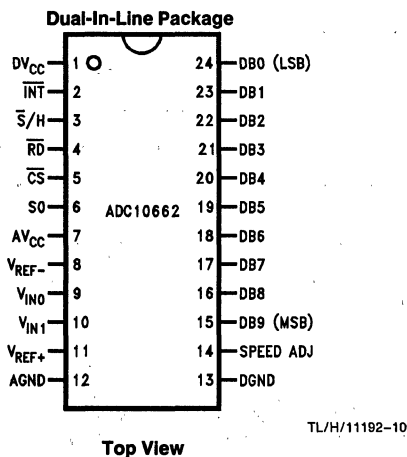 Dual-In-Line Package
DVCC 1 24 DB0 (LSB)
INT 2 23 DB1
S/H 3 22 DB2
RD 4 21 DB3
CS 5 20 DB4
S0 6 ADC10662 19 DB5
AVCC 7 18 DB6
VREF- 8 17 DB7
VIN0 9 16 DB8
VIN1 10 15 DB9 (MSB)
VREF+ 11 14 SPEED ADJ
AGND 12 13 DGND
TL/H/11192-10
Top View